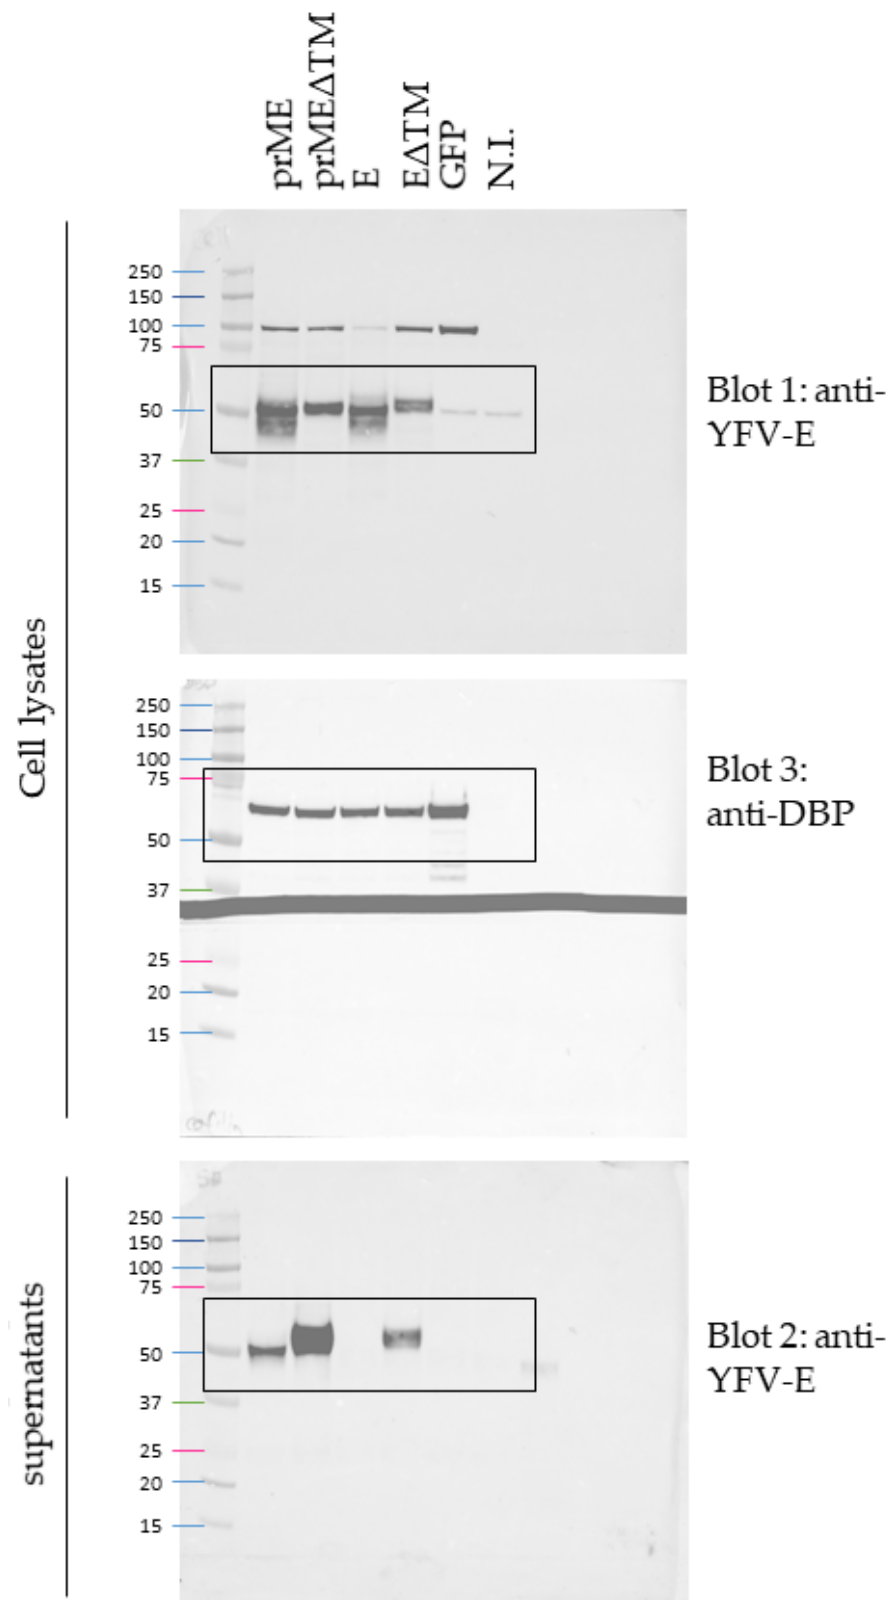 prME
prMEΔTM
E
EΔTM
GFP
N.I.
Cell lysates
250
150
100
75
50
37
25
20
15
Blot 1: anti-
YFV-E
250
150
100
75
50
37
25
20
15
Blot 3:
anti-DBP
supernatants
250
150
100
75
50
37
25
20
15
Blot 2: anti-
YFV-E